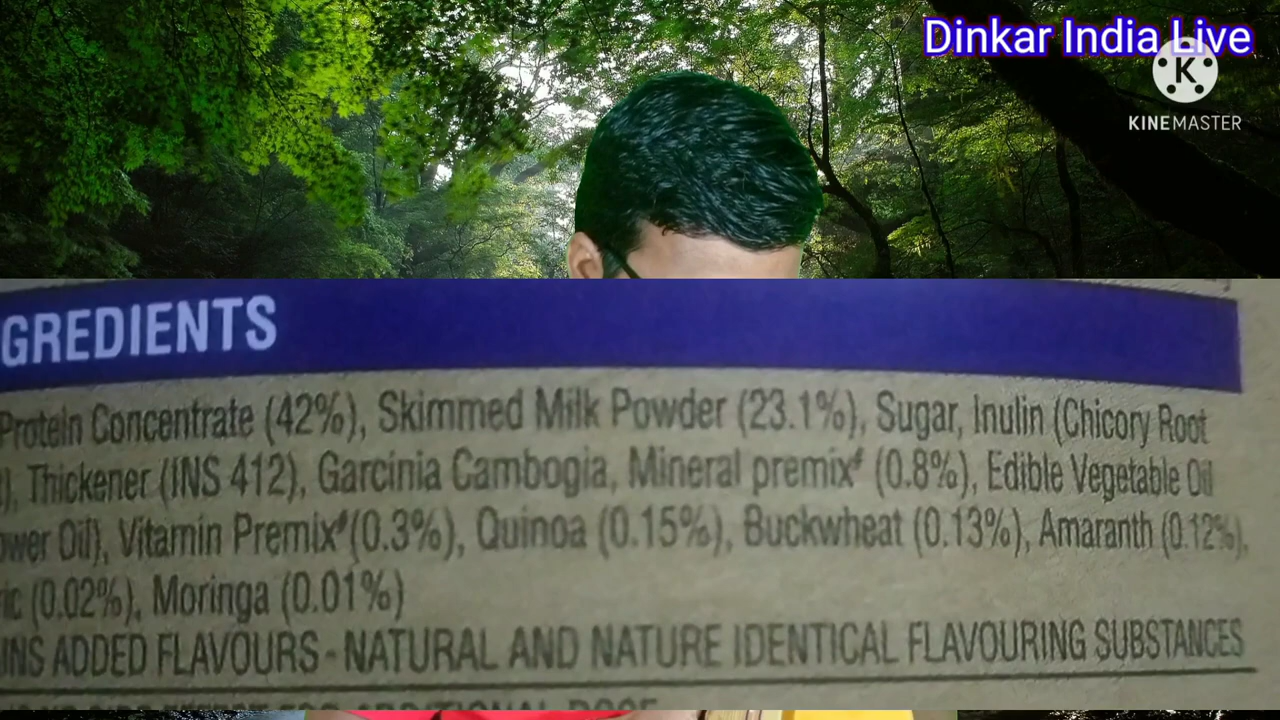 Dinkar India Live
K
KINEMASTER
GREDIENTS
Protein Concentrate (42%), Skimmed Milk Powder (23.1%), Sugar, Inulin (Chicory Root
), Thickener (INS 412), Garcinia Cambogia, Mineral premix# (0.8%), Edible Vegetable Oil
ower Oil), Vitamin Premix#(0.3%), Quinoa (0.15%), Buckwheat (0.13%), Amaranth (0.12%),
ric (0.02%), Moringa (0.01%)
INS ADDED FLAVOURS - NATURAL AND NATURE IDENTICAL FLAVOURING SUBSTANCES